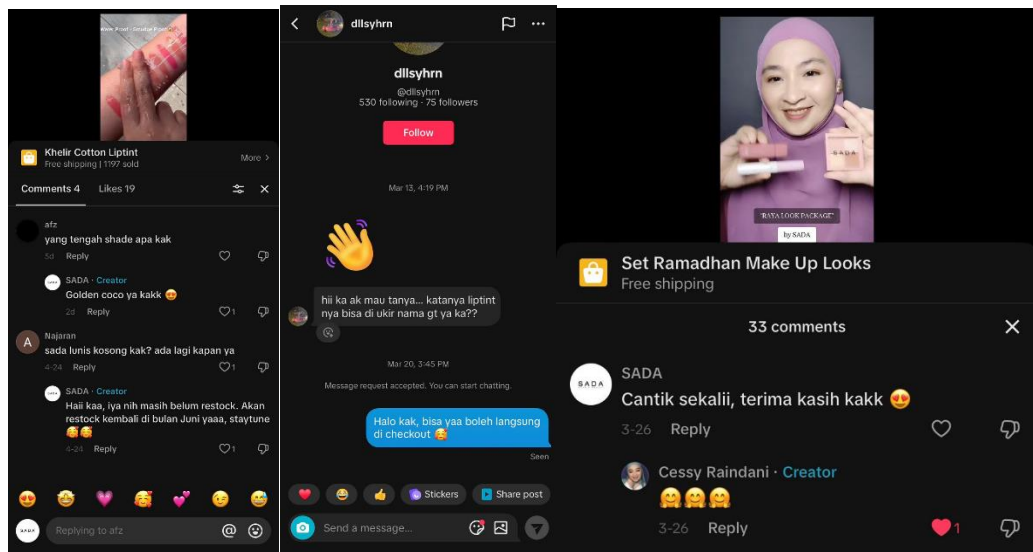 Water Proof · Smudge Proof
Khelir Cotton Liptint
Free shipping | 1197 sold
More >
Comments 4
Likes 19
afz
yang tengah shade apa kak
5d Reply
SADA · Creator
Golden coco ya kakk 😍
2d Reply
1
A
Najaran
sada lunis kosong kak? ada lagi kapan ya
4-24 Reply
1
SADA · Creator
Haii kaa, iya nih masih belum restock. Akan
restock kembali di bulan Juni yaaa, staytune
🥰🥰
4-24 Reply
1
😍 🤩 💗 🥰 💕 😉 😅
SADA
Replying to afz
@
dllsyhrn
dllsyhrn
@dllsyhrn
530 following · 75 followers
Follow
Mar 13, 4:19 PM
👋
hii ka ak mau tanya... katanya liptint
nya bisa di ukir nama gt ya ka??
Mar 20, 3:45 PM
Message request accepted. You can start chatting.
Halo kak, bisa yaa boleh langsung
di checkout 🥰
Seen
❤️ 😂 👍 Stickers
Share post
Send a message...
SADA
"RAYA LOOK PACKAGE"
by SADA
Set Ramadhan Make Up Looks
Free shipping
33 comments
SADA
SADA
Cantik sekalii, terima kasih kakk 😍
3-26 Reply
Cessy Raindani · Creator
🤗🤗🤗
3-26 Reply
1